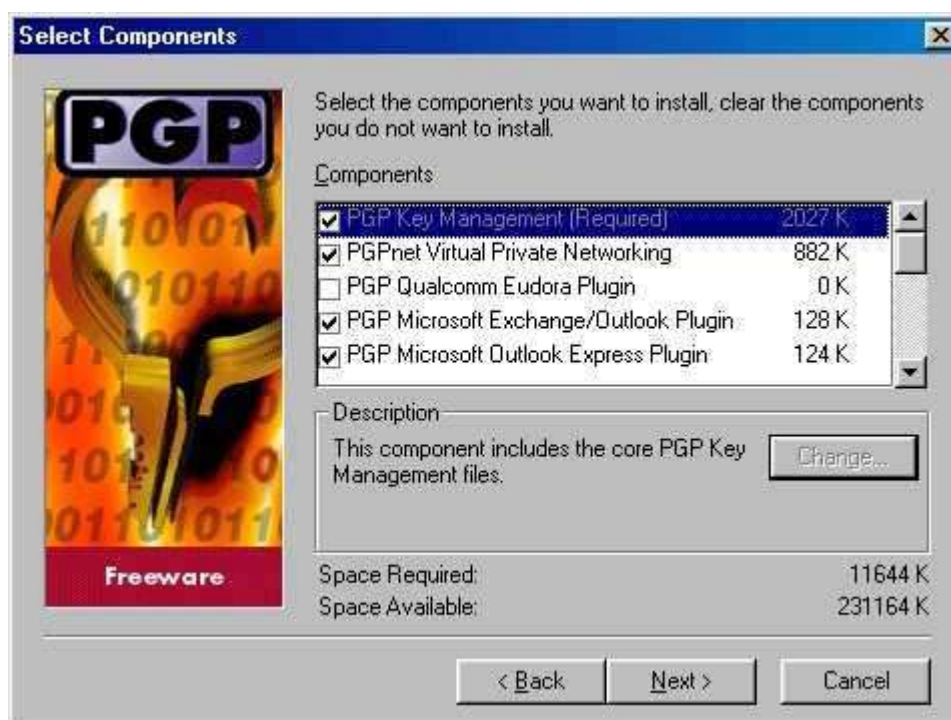 Select Components
PGP
Select the components you want to install, clear the components
you do not want to install.
Components
PGP Key Management (Required) 2027 K
PGPnet Virtual Private Networking 882 K
PGP Qualcomm Eudora Plugin 0 K
PGP Microsoft Exchange/Outlook Plugin 128 K
PGP Microsoft Outlook Express Plugin 124 K
Description
This component includes the core PGP Key
Management files.
Change...
Freeware
Space Required: 11644 K
Space Available: 231164 K
< Back
Next >
Cancel